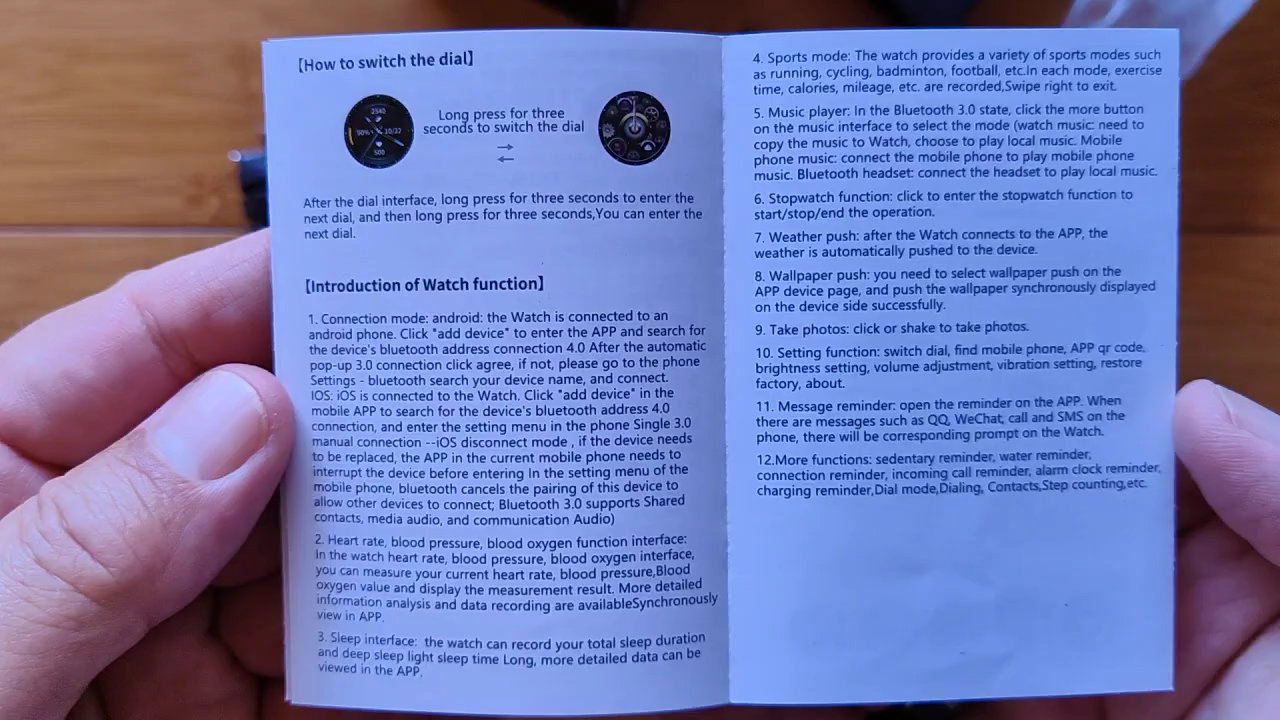 【How to switch the dial】
Long press for three
seconds to switch the dial
After the dial interface, long press for three seconds to enter the
next dial, and then long press for three seconds,You can enter the
next dial.
【Introduction of Watch function】
1. Connection mode: android: the Watch is connected to an
android phone. Click "add device" to enter the APP and search for
the device's bluetooth address connection 4.0 After the automatic
pop-up 3.0 connection click agree, if not, please go to the phone
Settings - bluetooth search your device name, and connect.
IOS: iOS is connected to the Watch. Click "add device" in the
mobile APP to search for the device's bluetooth address 4.0
connection, and enter the setting menu in the phone Single 3.0
manual connection --iOS disconnect mode , if the device needs
to be replaced, the APP in the current mobile phone needs to
interrupt the device before entering In the setting menu of the
mobile phone, bluetooth cancels the pairing of this device to
allow other devices to connect; Bluetooth 3.0 supports Shared
contacts, media audio, and communication Audio)
2. Heart rate, blood pressure, blood oxygen function interface:
In the watch heart rate, blood pressure, blood oxygen interface,
you can measure your current heart rate, blood pressure,Blood
oxygen value and display the measurement result. More detailed
information analysis and data recording are availableSynchronously
view in APP.
3. Sleep interface: the watch can record your total sleep duration
and deep sleep light sleep time Long, more detailed data can be
viewed in the APP.
4. Sports mode: The watch provides a variety of sports modes such
as running, cycling, badminton, football, etc.In each mode, exercise
time, calories, mileage, etc. are recorded,Swipe right to exit.
5. Music player: In the Bluetooth 3.0 state, click the more button
on the music interface to select the mode (watch music: need to
copy the music to Watch, choose to play local music. Mobile
phone music: connect the mobile phone to play mobile phone
music. Bluetooth headset: connect the headset to play local music.
6. Stopwatch function: click to enter the stopwatch function to
start/stop/end the operation.
7. Weather push: after the Watch connects to the APP, the
weather is automatically pushed to the device.
8. Wallpaper push: you need to select wallpaper push on the
APP device page, and push the wallpaper synchronously displayed
on the device side successfully.
9. Take photos: click or shake to take photos.
10. Setting function: switch dial, find mobile phone, APP qr code,
brightness setting, volume adjustment, vibration setting, restore
factory, about.
11. Message reminder: open the reminder on the APP. When
there are messages such as QQ, WeChat, call and SMS on the
phone, there will be corresponding prompt on the Watch.
12.More functions: sedentary reminder, water reminder,
connection reminder, incoming call reminder, alarm clock reminder,
charging reminder,Dial mode,Dialing, Contacts,Step counting,etc.